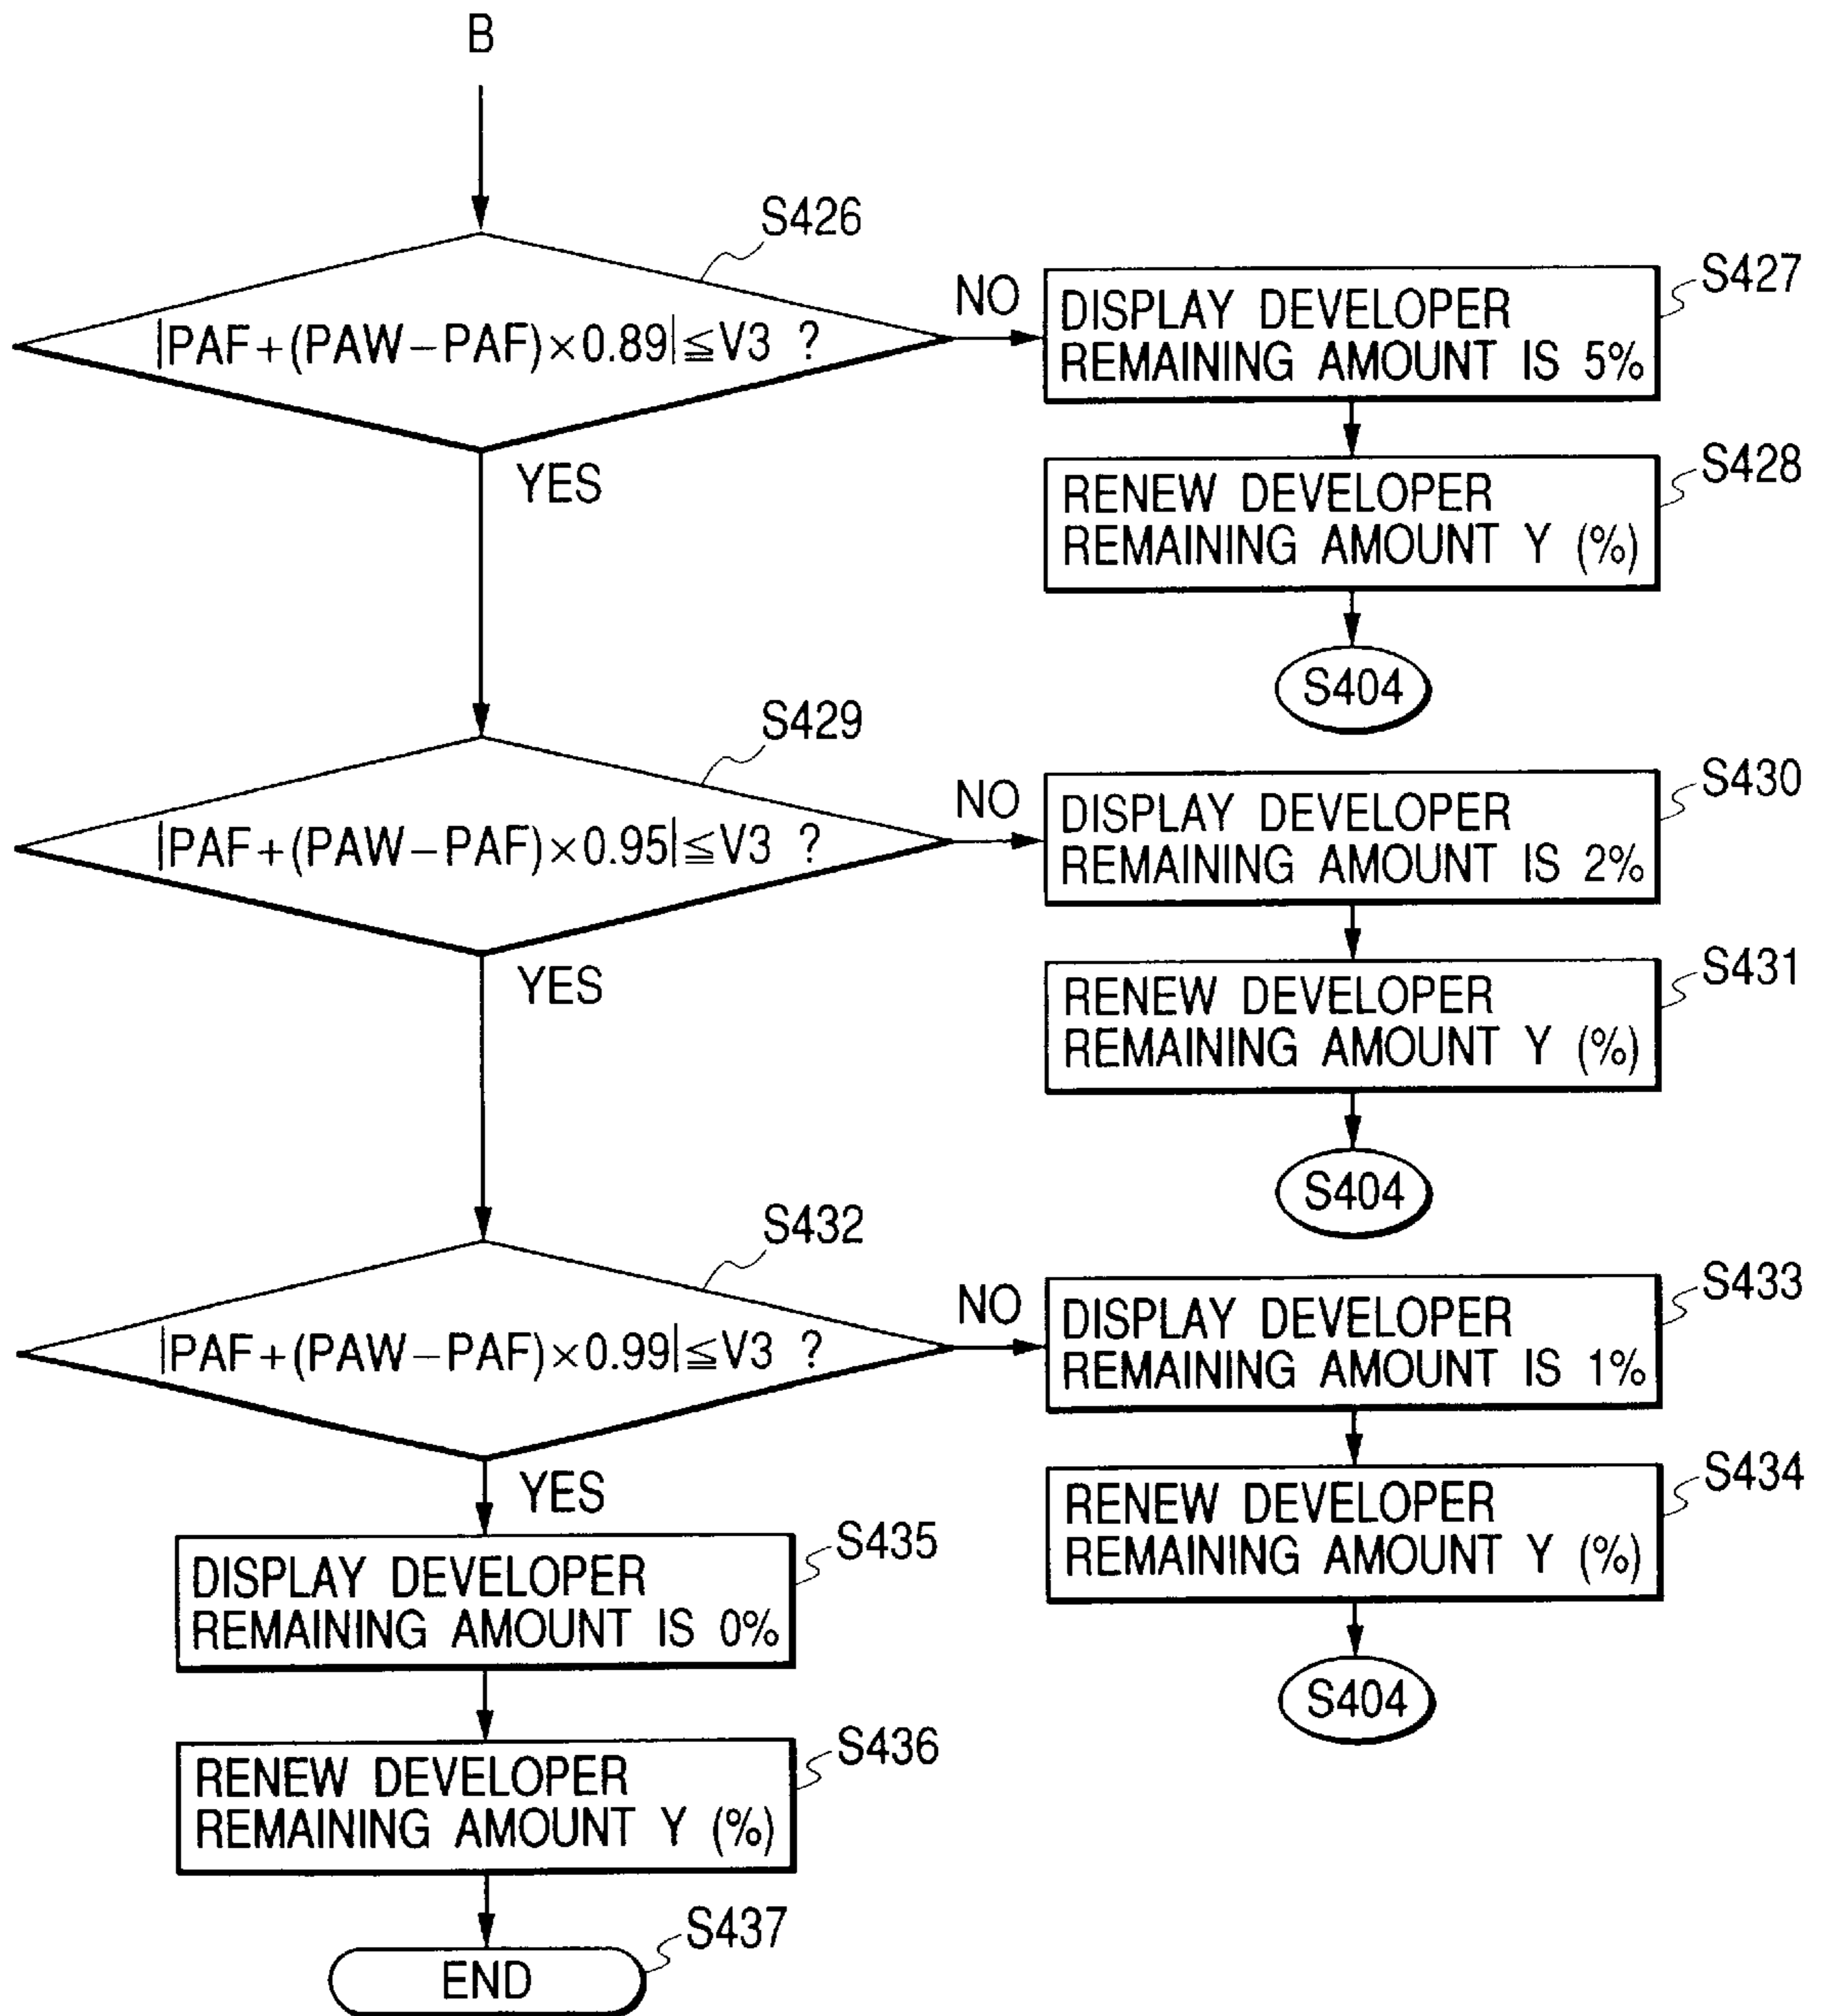 B
S426
|PAF+(PAW−PAF)×0.89|≦V3 ?
NO
S427
DISPLAY DEVELOPER
REMAINING AMOUNT IS 5%
YES
S428
RENEW DEVELOPER
REMAINING AMOUNT Y (%)
S404
S429
|PAF+(PAW−PAF)×0.95|≦V3 ?
NO
S430
DISPLAY DEVELOPER
REMAINING AMOUNT IS 2%
YES
S431
RENEW DEVELOPER
REMAINING AMOUNT Y (%)
S404
S432
|PAF+(PAW−PAF)×0.99|≦V3 ?
NO
S433
DISPLAY DEVELOPER
REMAINING AMOUNT IS 1%
YES
S434
RENEW DEVELOPER
REMAINING AMOUNT Y (%)
S404
S435
DISPLAY DEVELOPER
REMAINING AMOUNT IS 0%
S436
RENEW DEVELOPER
REMAINING AMOUNT Y (%)
S437
END